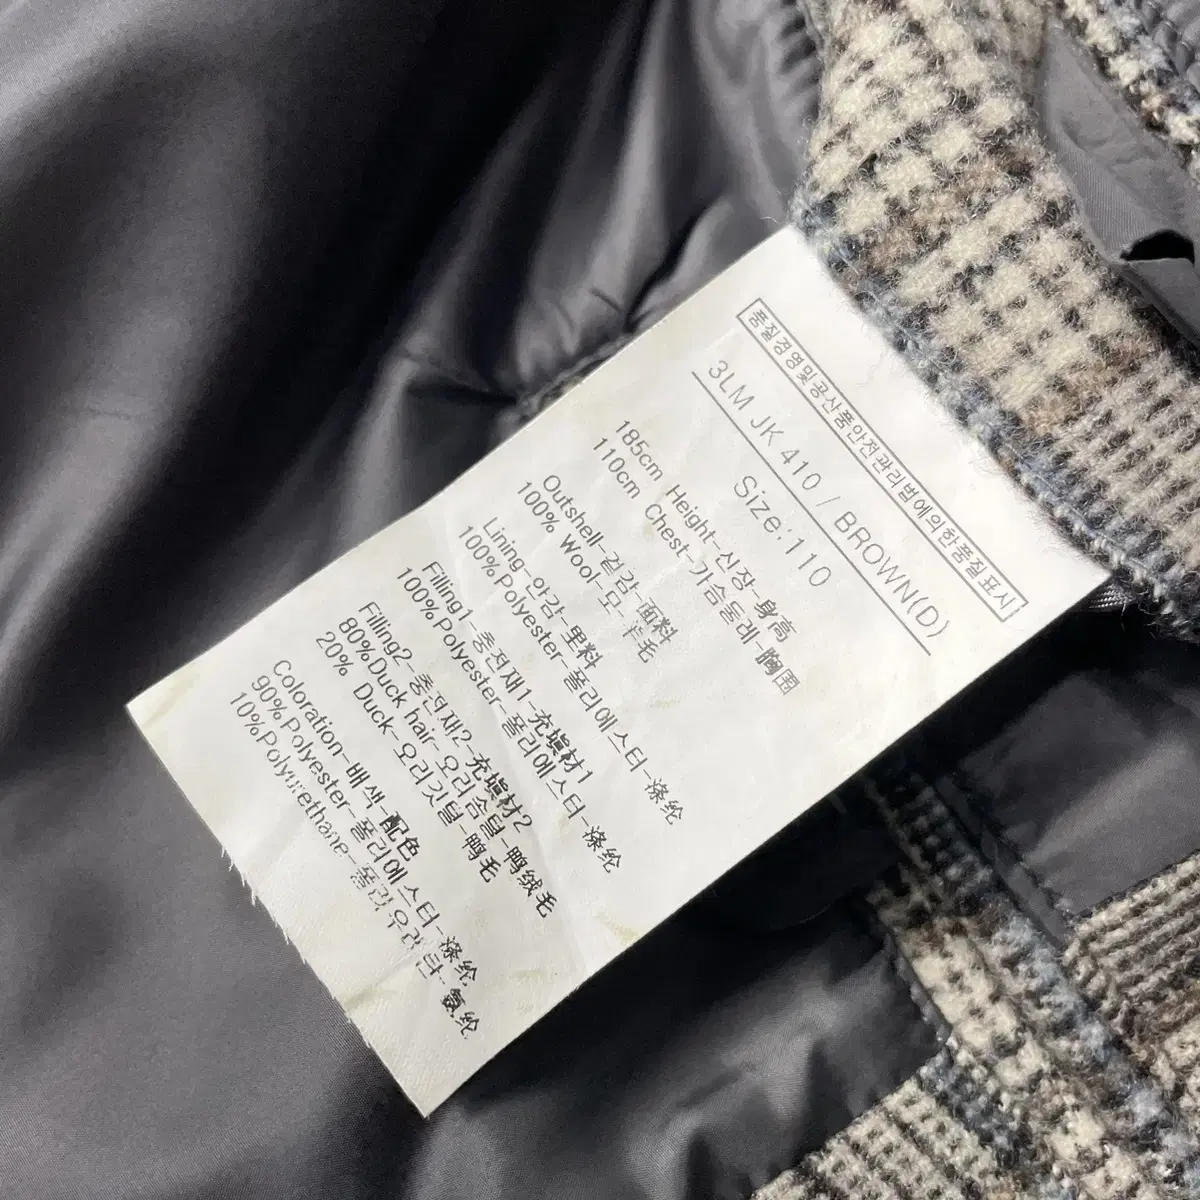 품질경영및공산품안전관리법에의한품질표시
3LM JK 410 / BROWN(D)
Size:110
185cm Height-신장-身高
110cm Chest-가슴둘레-胸围
Outshell-겉감-面料
100% Wool-모-羊毛
Lining-안감-里料
100%Polyester-폴리에스터-涤纶
Filling1-충전재1-充塡材1
100%Polyester-폴리에스터-涤纶
Filling2-충전재2-充塡材2
80%Duck hair-오리솜털-鸭绒毛
20% Duck-오리깃털-鸭毛
Coloration-배색-配色
90%Polyester-폴리에스터-涤纶
10%Polyurethane-폴리우레탄-氨纶